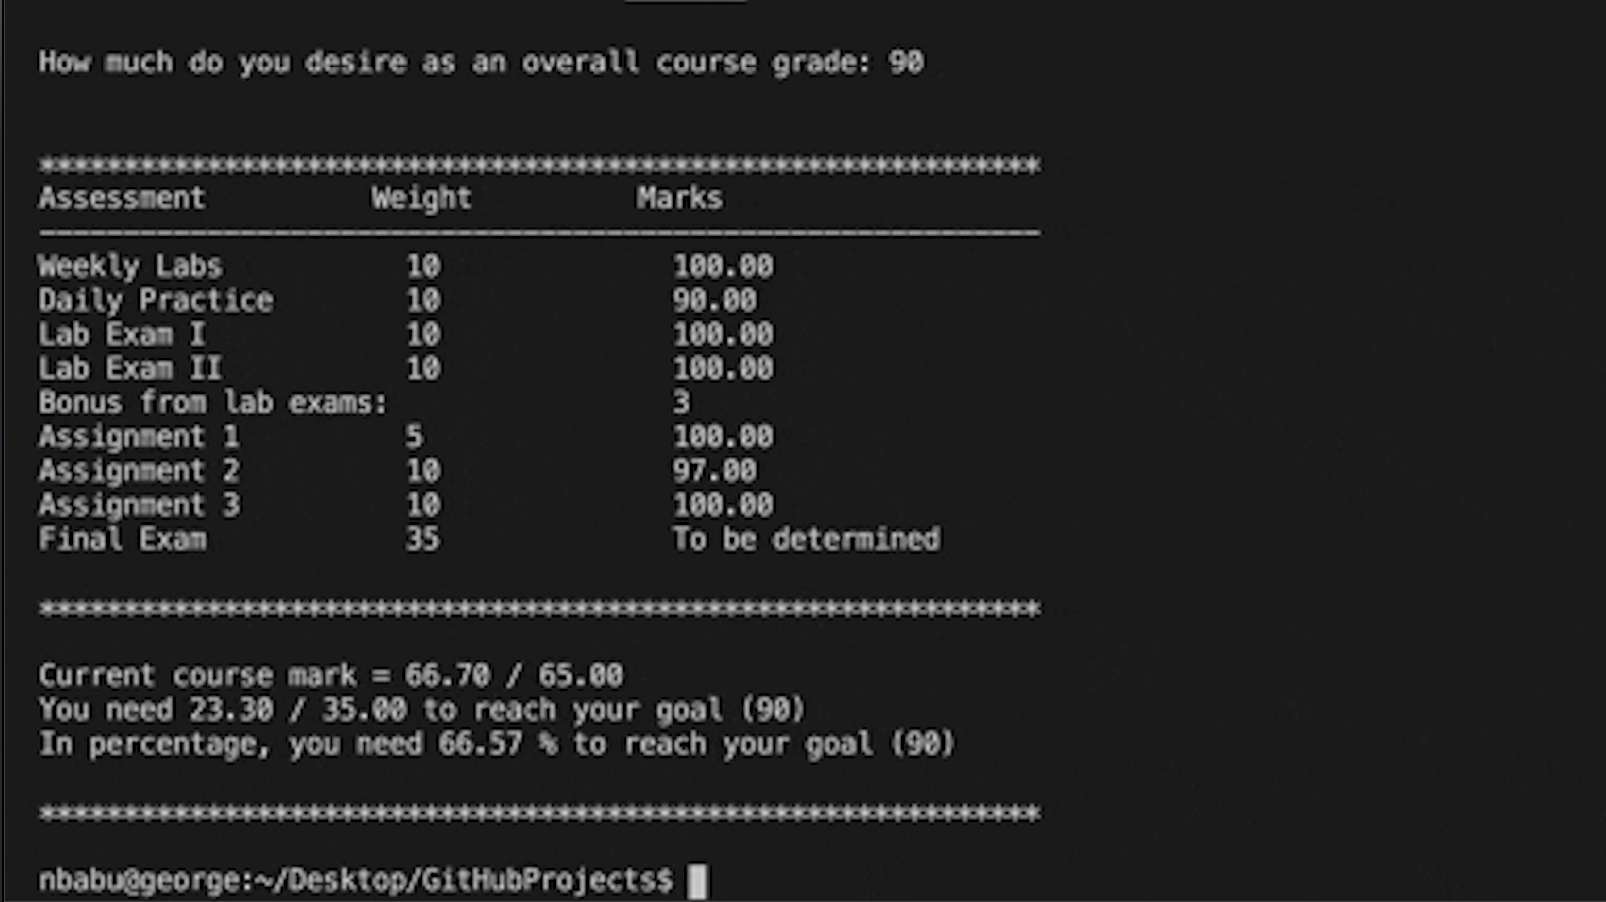 How much do you desire as an overall course grade: 90
************************************************************
Assessment Weight Marks
------------------------------------------------------------
Weekly Labs 10 100.00
Daily Practice 10 90.00
Lab Exam I 10 100.00
Lab Exam II 10 100.00
Bonus from lab exams: 3
Assignment 1 5 100.00
Assignment 2 10 97.00
Assignment 3 10 100.00
Final Exam 35 To be determined
************************************************************
Current course mark = 66.70 / 65.00
You need 23.30 / 35.00 to reach your goal (90)
In percentage, you need 66.57 % to reach your goal (90)
************************************************************
nbabu@george:~/Desktop/GitHubProjects$